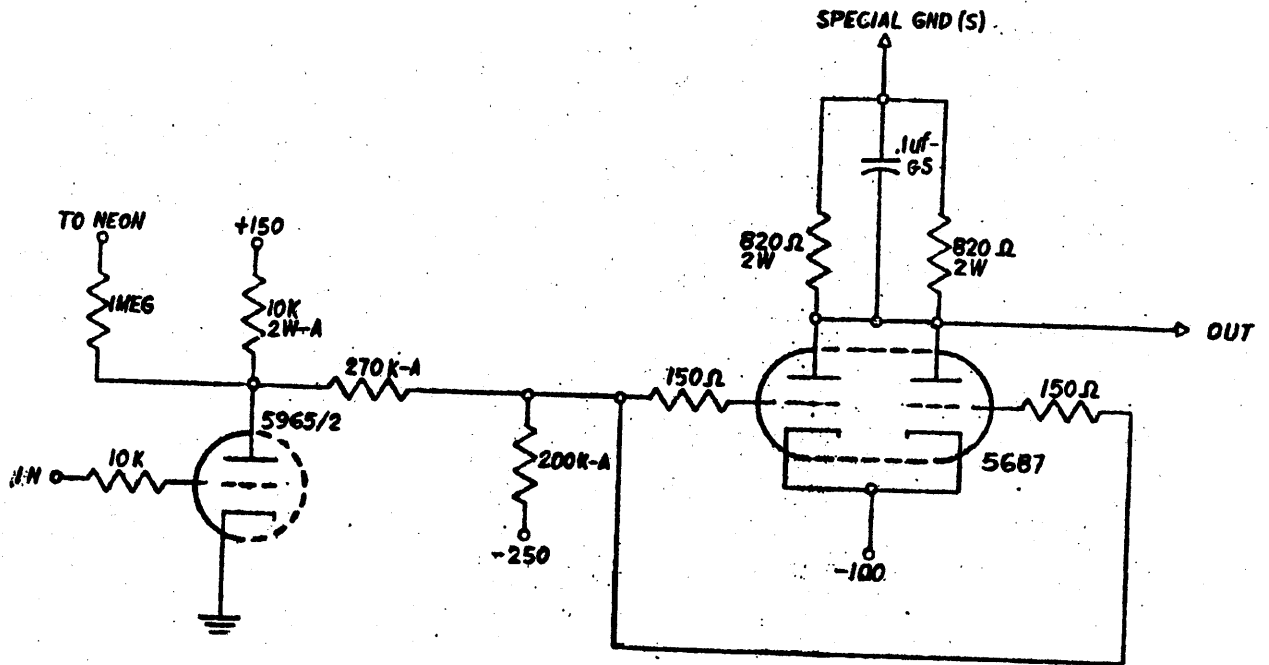 SPECIAL GND (S)
.1uf-
GS
TO NEON
+150
820Ω
2W
820Ω
2W
1MEG
10K
2W-A
OUT
270K-A
150Ω
150Ω
5965/2
IN
10K
200K-A
5687
-250
-100